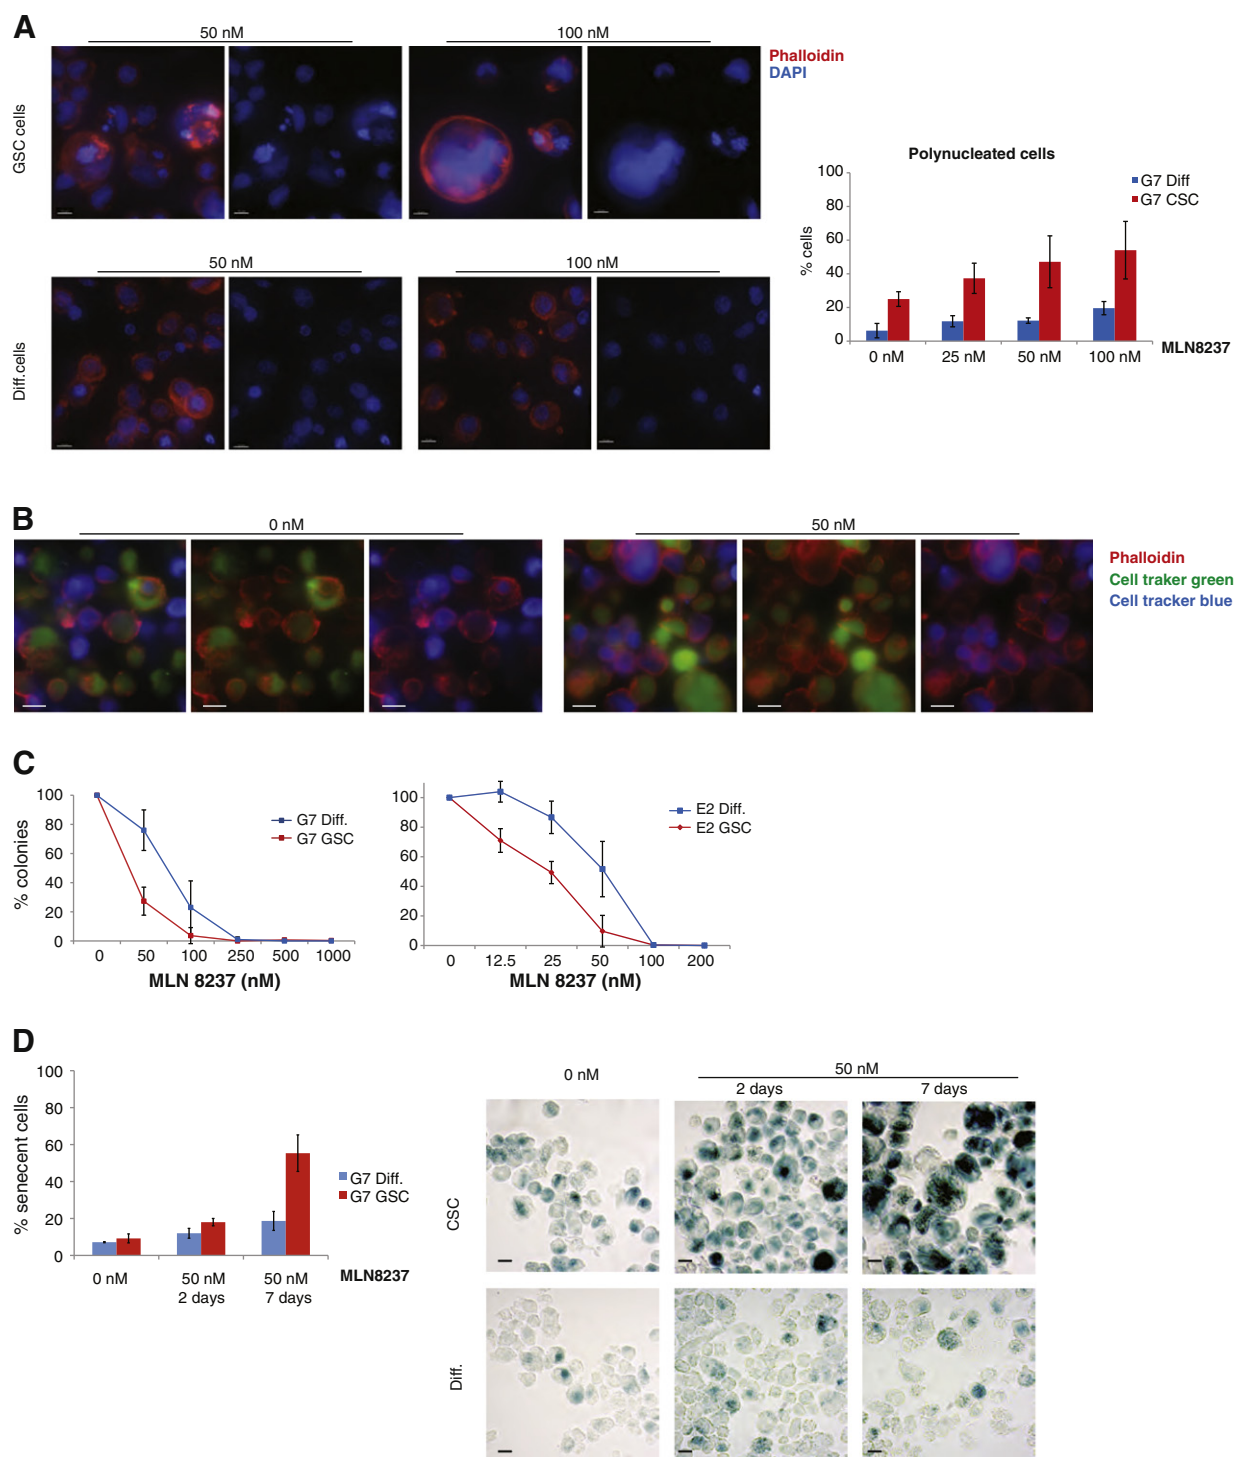 A
50 nM
100 nM
Phalloidin
DAPI
GSC cells
50 nM
100 nM
Diff.cells
Polynucleated cells
G7 Diff
G7 CSC
% cells
100
80
60
40
20
0
0 nM
25 nM
50 nM
100 nM
MLN8237
B
0 nM
50 nM
Phalloidin
Cell traker green
Cell tracker blue
C
% colonies
100
80
60
40
20
0
0
50
100
250
500
1000
MLN 8237 (nM)
G7 Diff.
G7 GSC
100
80
60
40
20
0
0
12.5
25
50
100
200
MLN 8237 (nM)
E2 Diff.
E2 GSC
D
% senecent cells
100
80
60
40
20
0
0 nM
50 nM
2 days
50 nM
7 days
MLN8237
G7 Diff.
G7 GSC
0 nM
50 nM
2 days
7 days
CSC
Diff.